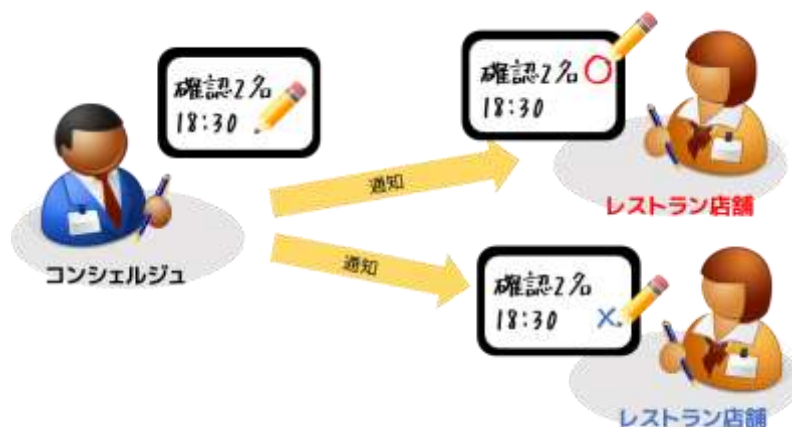 確認2名
18:30
コンシェルジュ
通知
通知
確認2名○
18:30
レストラン店舗
確認2名
18:30 ×
レストラン店舗